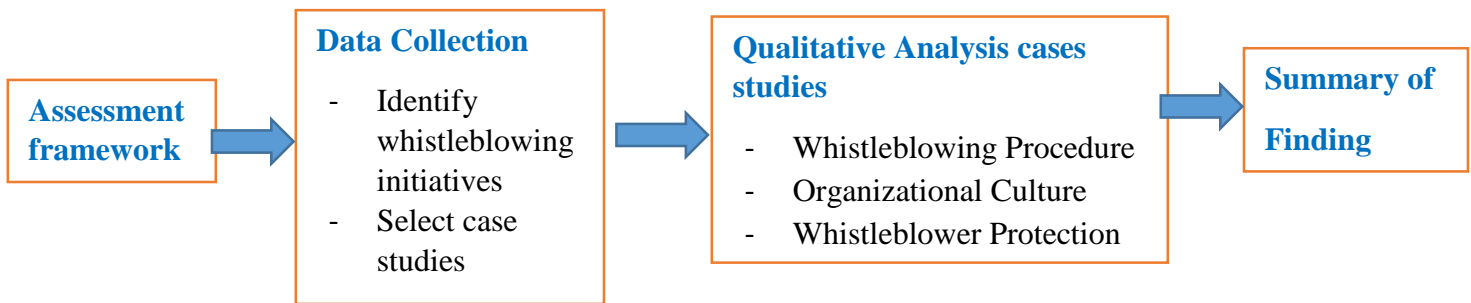 Assessment
framework
Data Collection
- Identify
whistleblowing
initiatives
- Select case
studies
Qualitative Analysis cases
studies
- Whistleblowing Procedure
- Organizational Culture
- Whistleblower Protection
Summary of
Finding